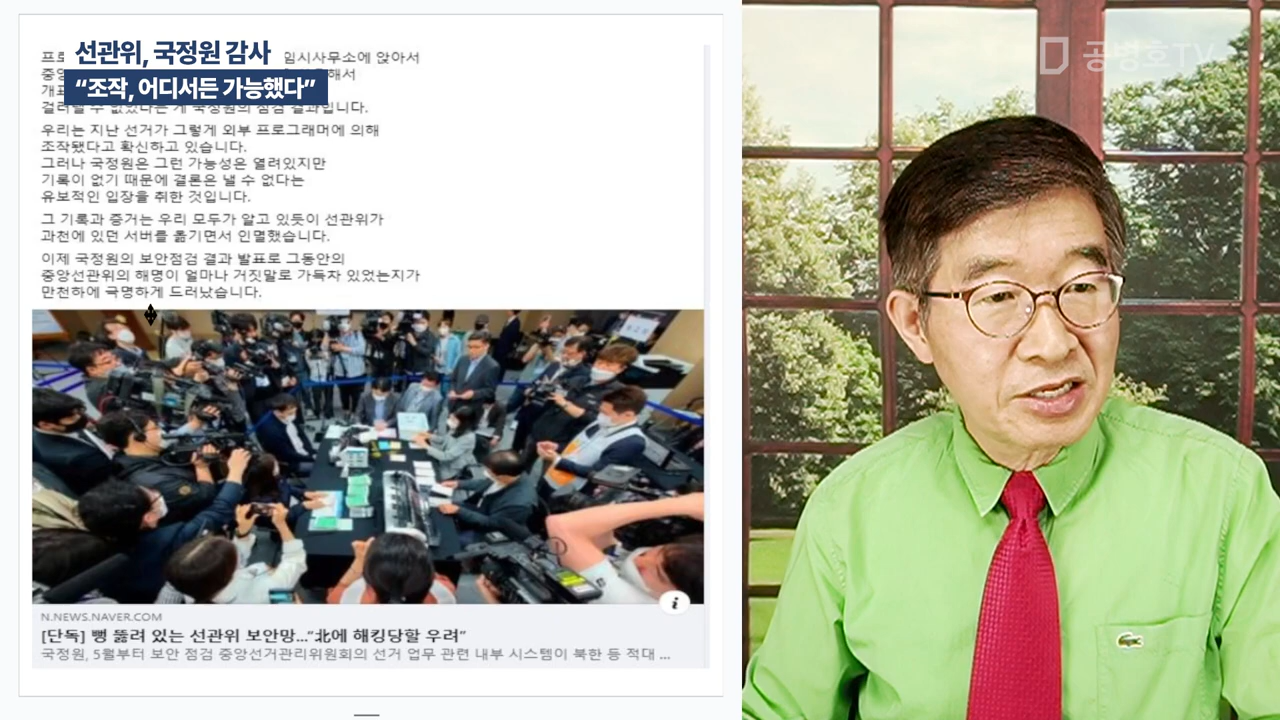 선관위, 국정원 감사
“조작, 어디서든 가능했다”
프로 임시사무소에 앉아서
중앙 해서
개표
걸러낼 수 없었다는 게 국정원의 점검 결과입니다.
우리는 지난 선거가 그렇게 외부 프로그래머에 의해
조작됐다고 확신하고 있습니다.
그러나 국정원은 그런 가능성은 열려있지만
기록이 없기 때문에 결론은 낼 수 없다는
유보적인 입장을 취한 것입니다.
그 기록과 증거는 우리 모두가 알고 있듯이 선관위가
과천에 있던 서버를 옮기면서 인멸했습니다.
이제 국정원의 보안점검 결과 발표로 그동안의
중앙선관위의 해명이 얼마나 거짓말로 가득차 있었는지가
만천하에 극명하게 드러났습니다.
N.NEWS.NAVER.COM
[단독] 뻥 뚫려 있는 선관위 보안망...“北에 해킹당할 우려”
국정원, 5월부터 보안 점검 중앙선거관리위원회의 선거 업무 관련 내부 시스템이 북한 등 적대 ...
공병호TV